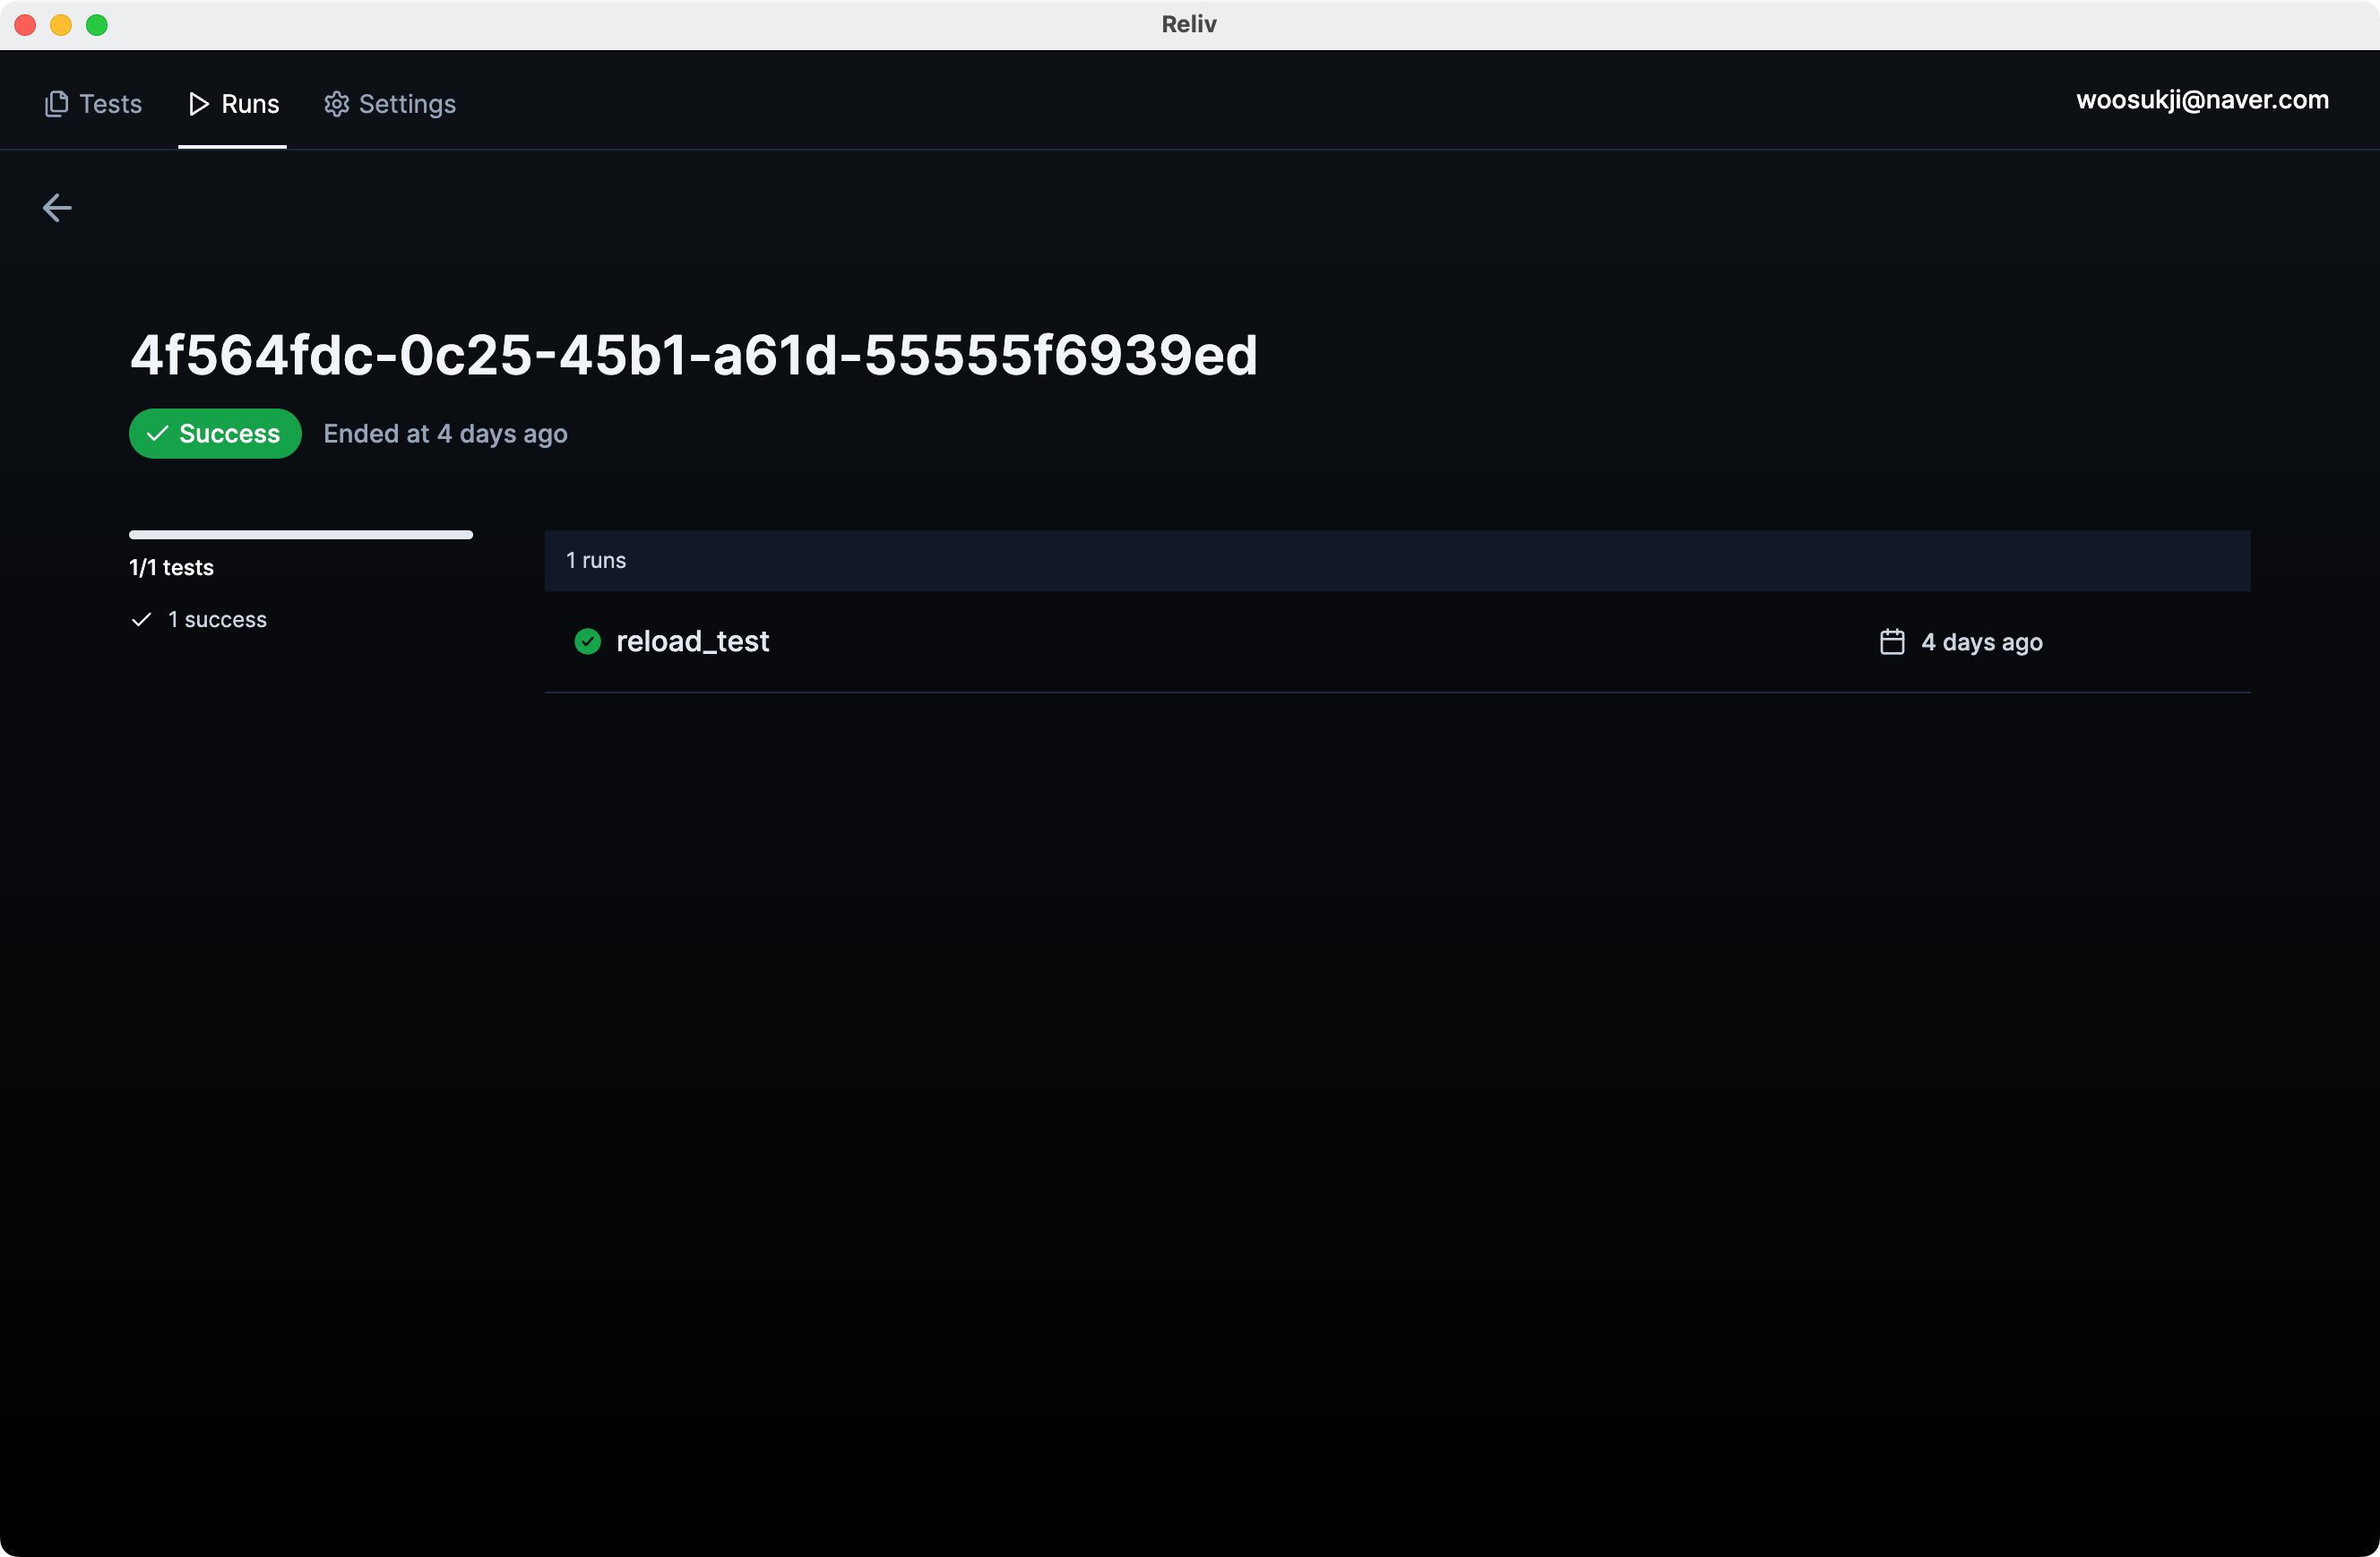 Reliv
Tests Runs Settings woosukji@naver.com
4f564fdc-0c25-45b1-a61d-55555f6939ed
Success Ended at 4 days ago
1/1 tests
1 success
1 runs
reload_test 4 days ago